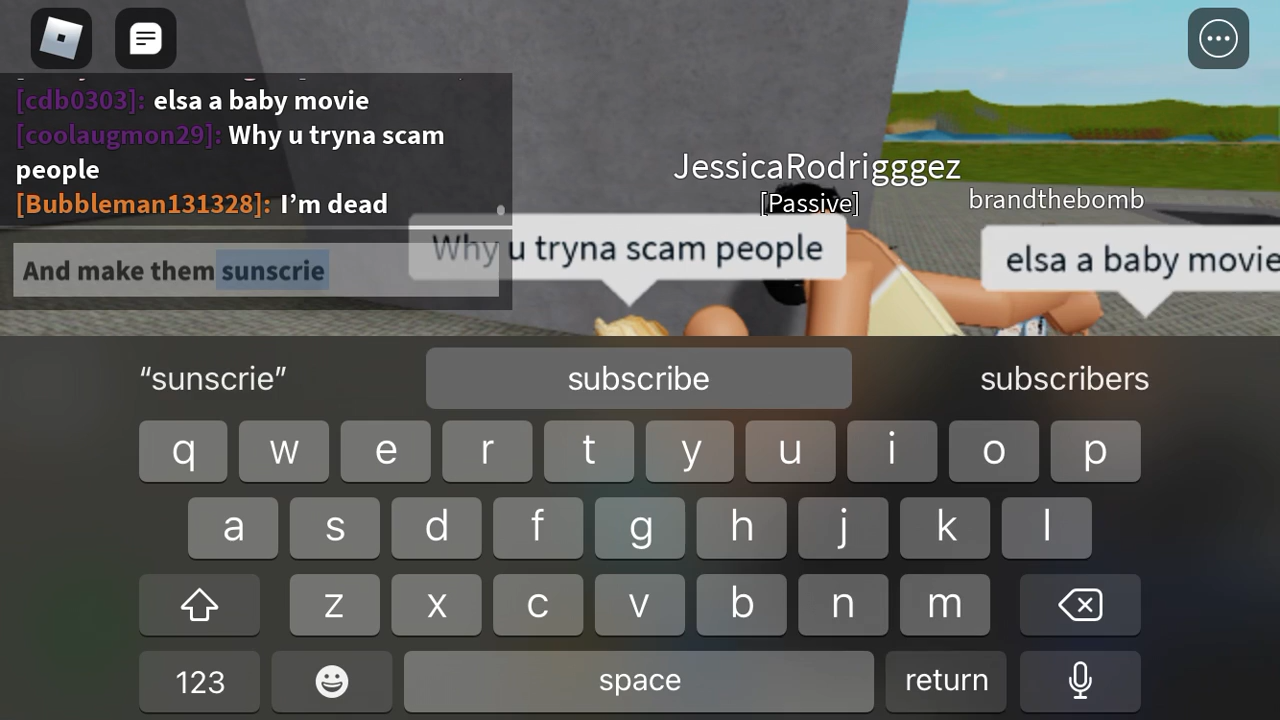 [cdb0303]: elsa a baby movie
[coolaugmon29]: Why u tryna scam
people
[Bubbleman131328]: I'm dead
And make them sunscrie
JessicaRodrigggez
[Passive]
brandthebomb
Why u tryna scam people
elsa a baby movie
“sunscrie” subscribe subscribers
q w e r t y u i o p
a s d f g h j k l
z x c v b n m
123 space return